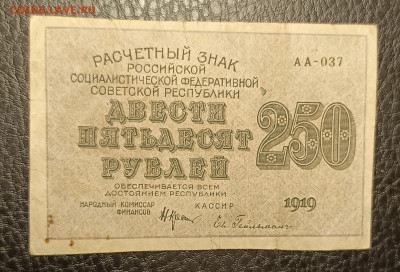 COINS.LAVE.RU
РАСЧЕТНЫЙ ЗНАК
РОССИЙСКОЙ
СОЦИАЛИСТИЧЕСКОЙ ФЕДЕРАТИВНОЙ
СОВЕТСКОЙ РЕСПУБЛИКИ
АА-037
ДВЕСТИ
ПЯТЬДЕСЯТ
РУБЛЕЙ
250
ОБЕСПЕЧИВАЕТСЯ ВСЕМ
ДОСТОЯНИЕМ РЕСПУБЛИКИ
НАРОДНЫЙ КОМИССАР
ФИНАНСОВ
КАССИР
1919